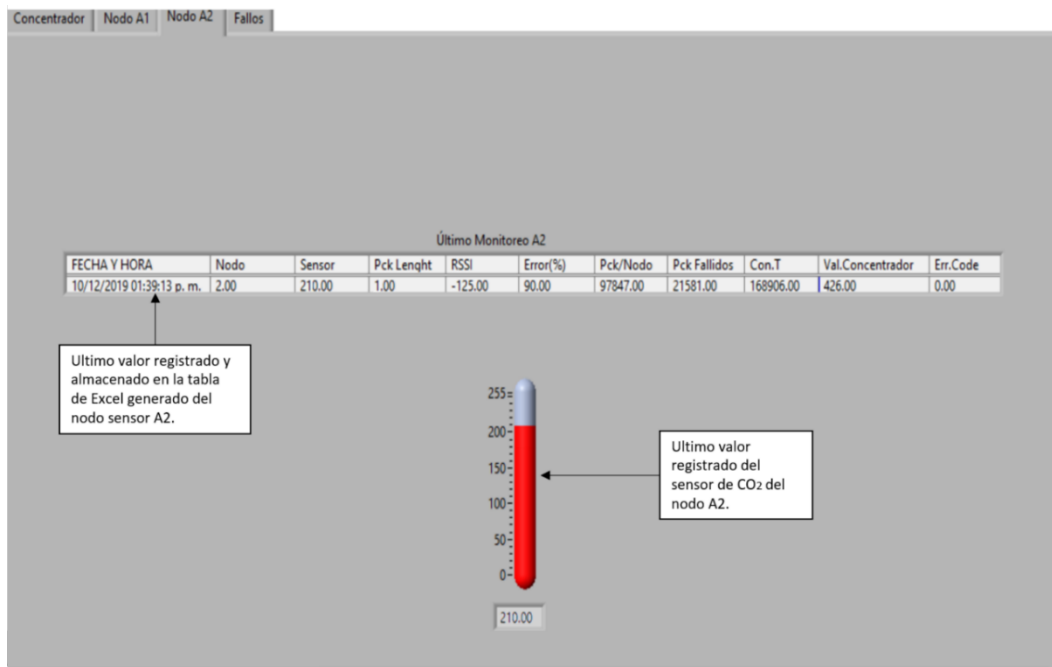 Concentrador Nodo A1 Nodo A2 Fallos
Último Monitoreo A2
FECHA Y HORA Nodo Sensor Pck Lenght RSSI Error(%) Pck/Nodo Pck Fallidos Con.T Val.Concentrador Err.Code
10/12/2019 01:39:13 p. m. 2.00 210.00 1.00 -125.00 90.00 97847.00 21581.00 168906.00 426.00 0.00
Ultimo valor registrado y
almacenado en la tabla
de Excel generado del
nodo sensor A2.
255
200
150
100
50
0
210.00
Ultimo valor
registrado del
sensor de CO2 del
nodo A2.